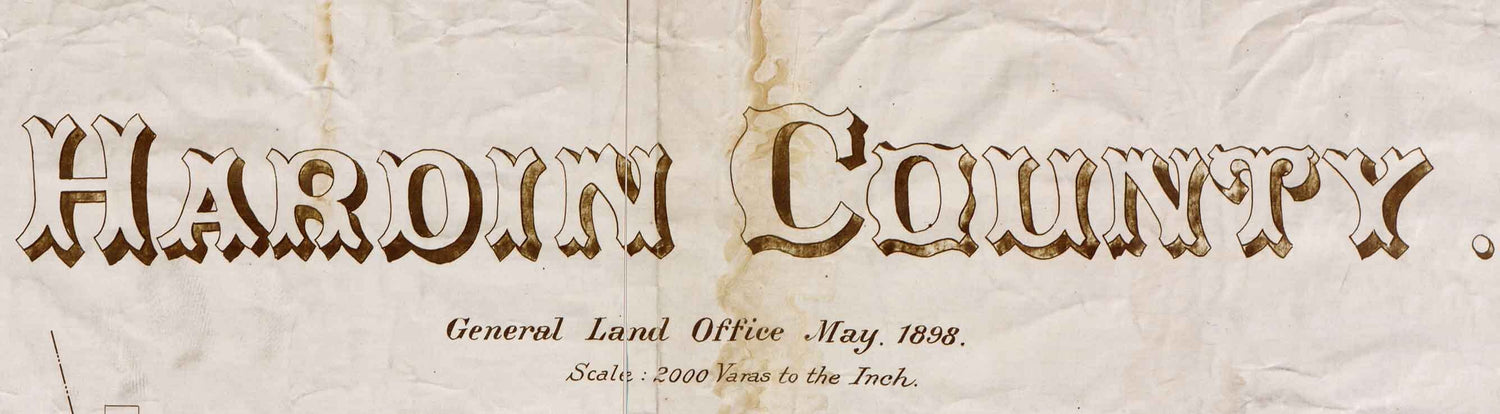 HARDIN COUNTY.
General Land Office May. 1898.
Scale : 2000 Varas to the Inch.